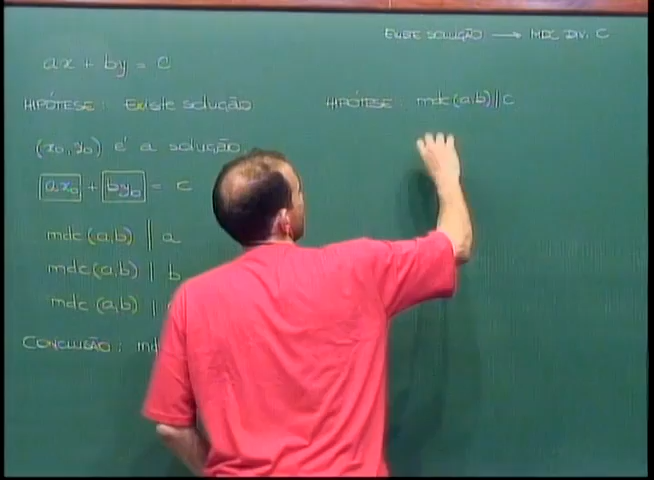 EXISTE SOLUÇÃO → MDC DIV. C
ax + by = c
HIPÓTESE : Existe solução
(x₀,y₀) é a solução
ax₀ + by₀ = c
mdc(a,b) | a
mdc(a,b) | b
mdc(a,b) |
CONCLUSÃO :
HIPÓTESE : mdc(a,b)||c